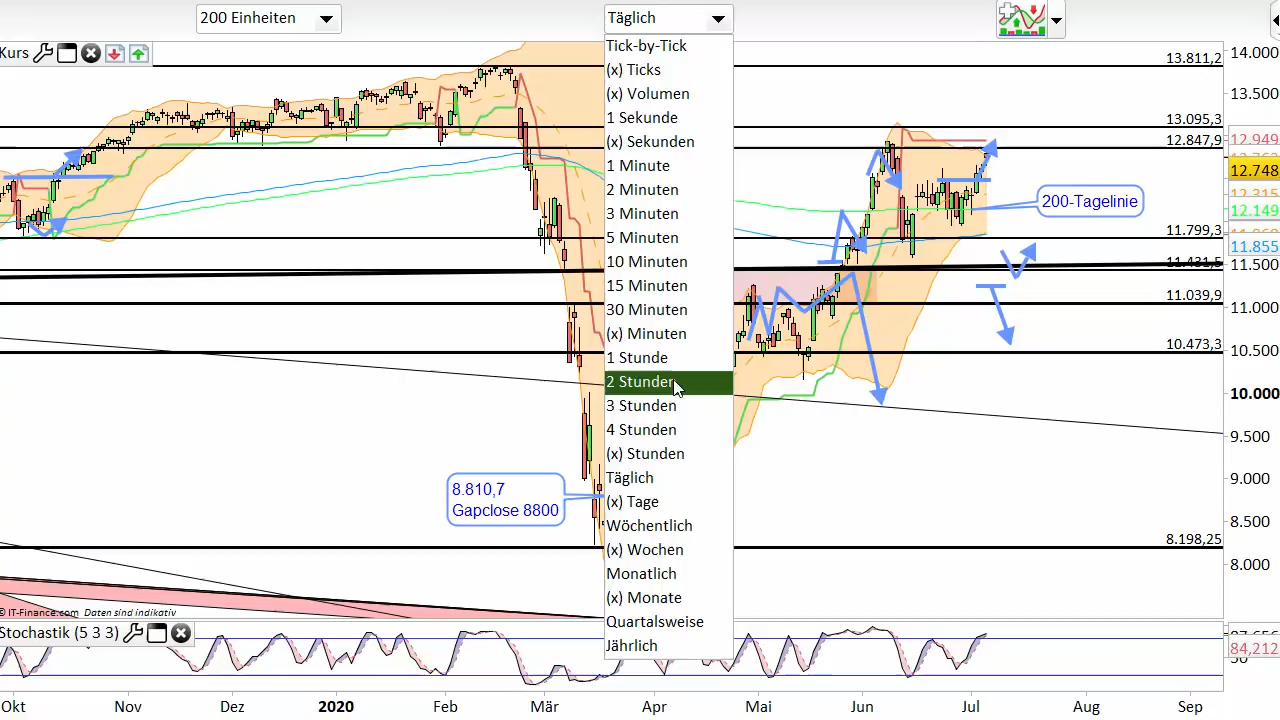 200 Einheiten
Täglich
Kurs
Tick-by-Tick
(x) Ticks
(x) Volumen
1 Sekunde
(x) Sekunden
1 Minute
2 Minuten
3 Minuten
5 Minuten
10 Minuten
15 Minuten
30 Minuten
(x) Minuten
1 Stunde
2 Stunden
3 Stunden
4 Stunden
(x) Stunden
Täglich
(x) Tage
Wöchentlich
(x) Wochen
Monatlich
(x) Monate
Quartalsweise
Jährlich
8.810,7
Gapclose 8800
200-Tagelinie
13.811,2
13.095,3
12.847,9
11.799,3
11.431,5
11.039,9
10.473,3
8.198,25
14.000
13.500
12.949
12.748
12.315
12.149
11.855
11.500
11.000
10.500
10.000
9.500
9.000
8.500
8.000
© IT-Finance.com Daten sind indikativ
Stochastik (5 3 3)
84,212
Okt
Nov
Dez
2020
Feb
Mär
Apr
Mai
Jun
Jul
Aug
Sep